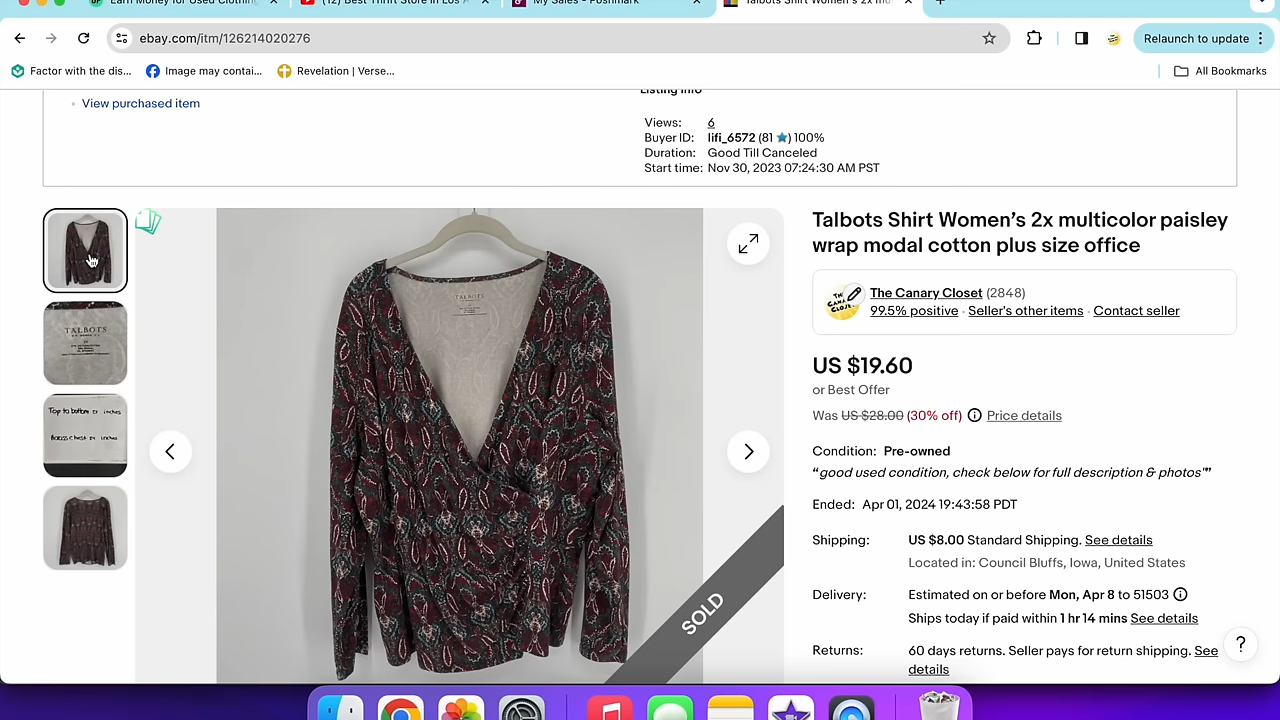 Earn Money for Used Clothing
(12) Best Thrift Store in Los A
My Sales - Poshmark
Talbots Shirt Women's 2x mul
ebay.com/itm/126214020276
Relaunch to update
Factor with the dis...
Image may contai...
Revelation | Verse...
All Bookmarks
View purchased item
Listing info
Views: 6
Buyer ID: lifi_6572 (81 ) 100%
Duration: Good Till Canceled
Start time: Nov 30, 2023 07:24:30 AM PST
Talbots Shirt Women's 2x multicolor paisley
wrap modal cotton plus size office
The Canary Closet (2848)
99.5% positive · Seller's other items · Contact seller
US $19.60
or Best Offer
Was US $28.00 (30% off) Price details
Condition: Pre-owned
“good used condition, check below for full description & photos"”
Ended: Apr 01, 2024 19:43:58 PDT
Shipping: US $8.00 Standard Shipping. See details
Located in: Council Bluffs, Iowa, United States
Delivery: Estimated on or before Mon, Apr 8 to 51503
Ships today if paid within 1 hr 14 mins See details
Returns: 60 days returns. Seller pays for return shipping. See
details
TALBOTS
TALBOTS
Top to bottom 27 inches
SOLD
?